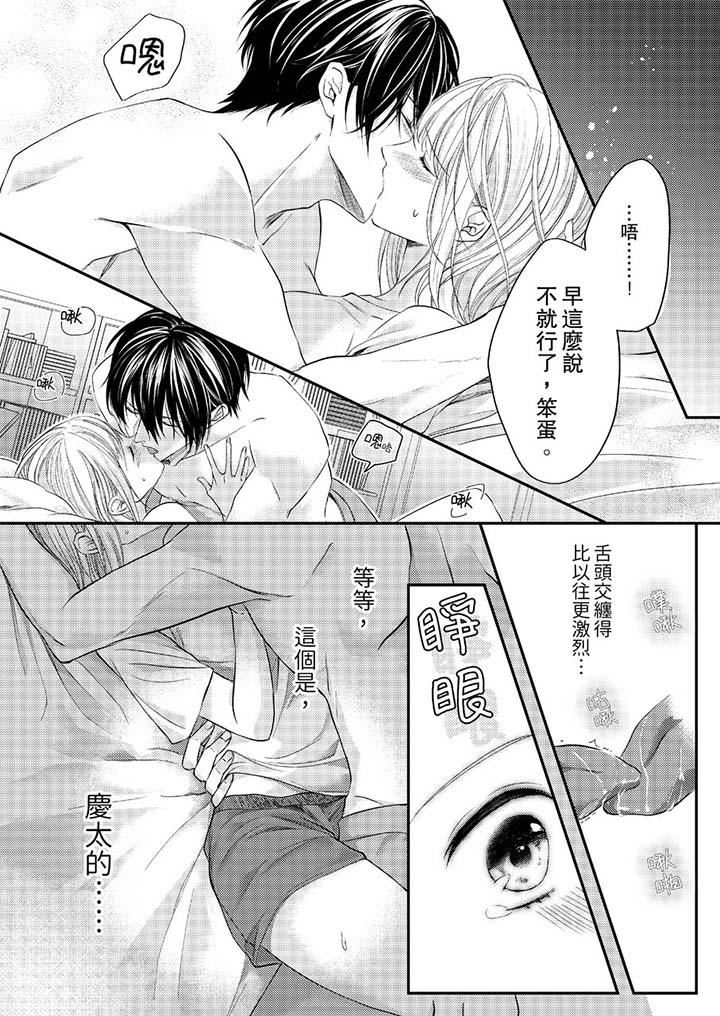 …唔……！
早這麼說
不就行了，笨蛋。
嗯
啾
啾
嗯唔
啾
舌頭交纏得
比以往更激烈…
噗
啾
咕
啾
啾
啪
睜
眼
等等，
這個是，
慶太的……